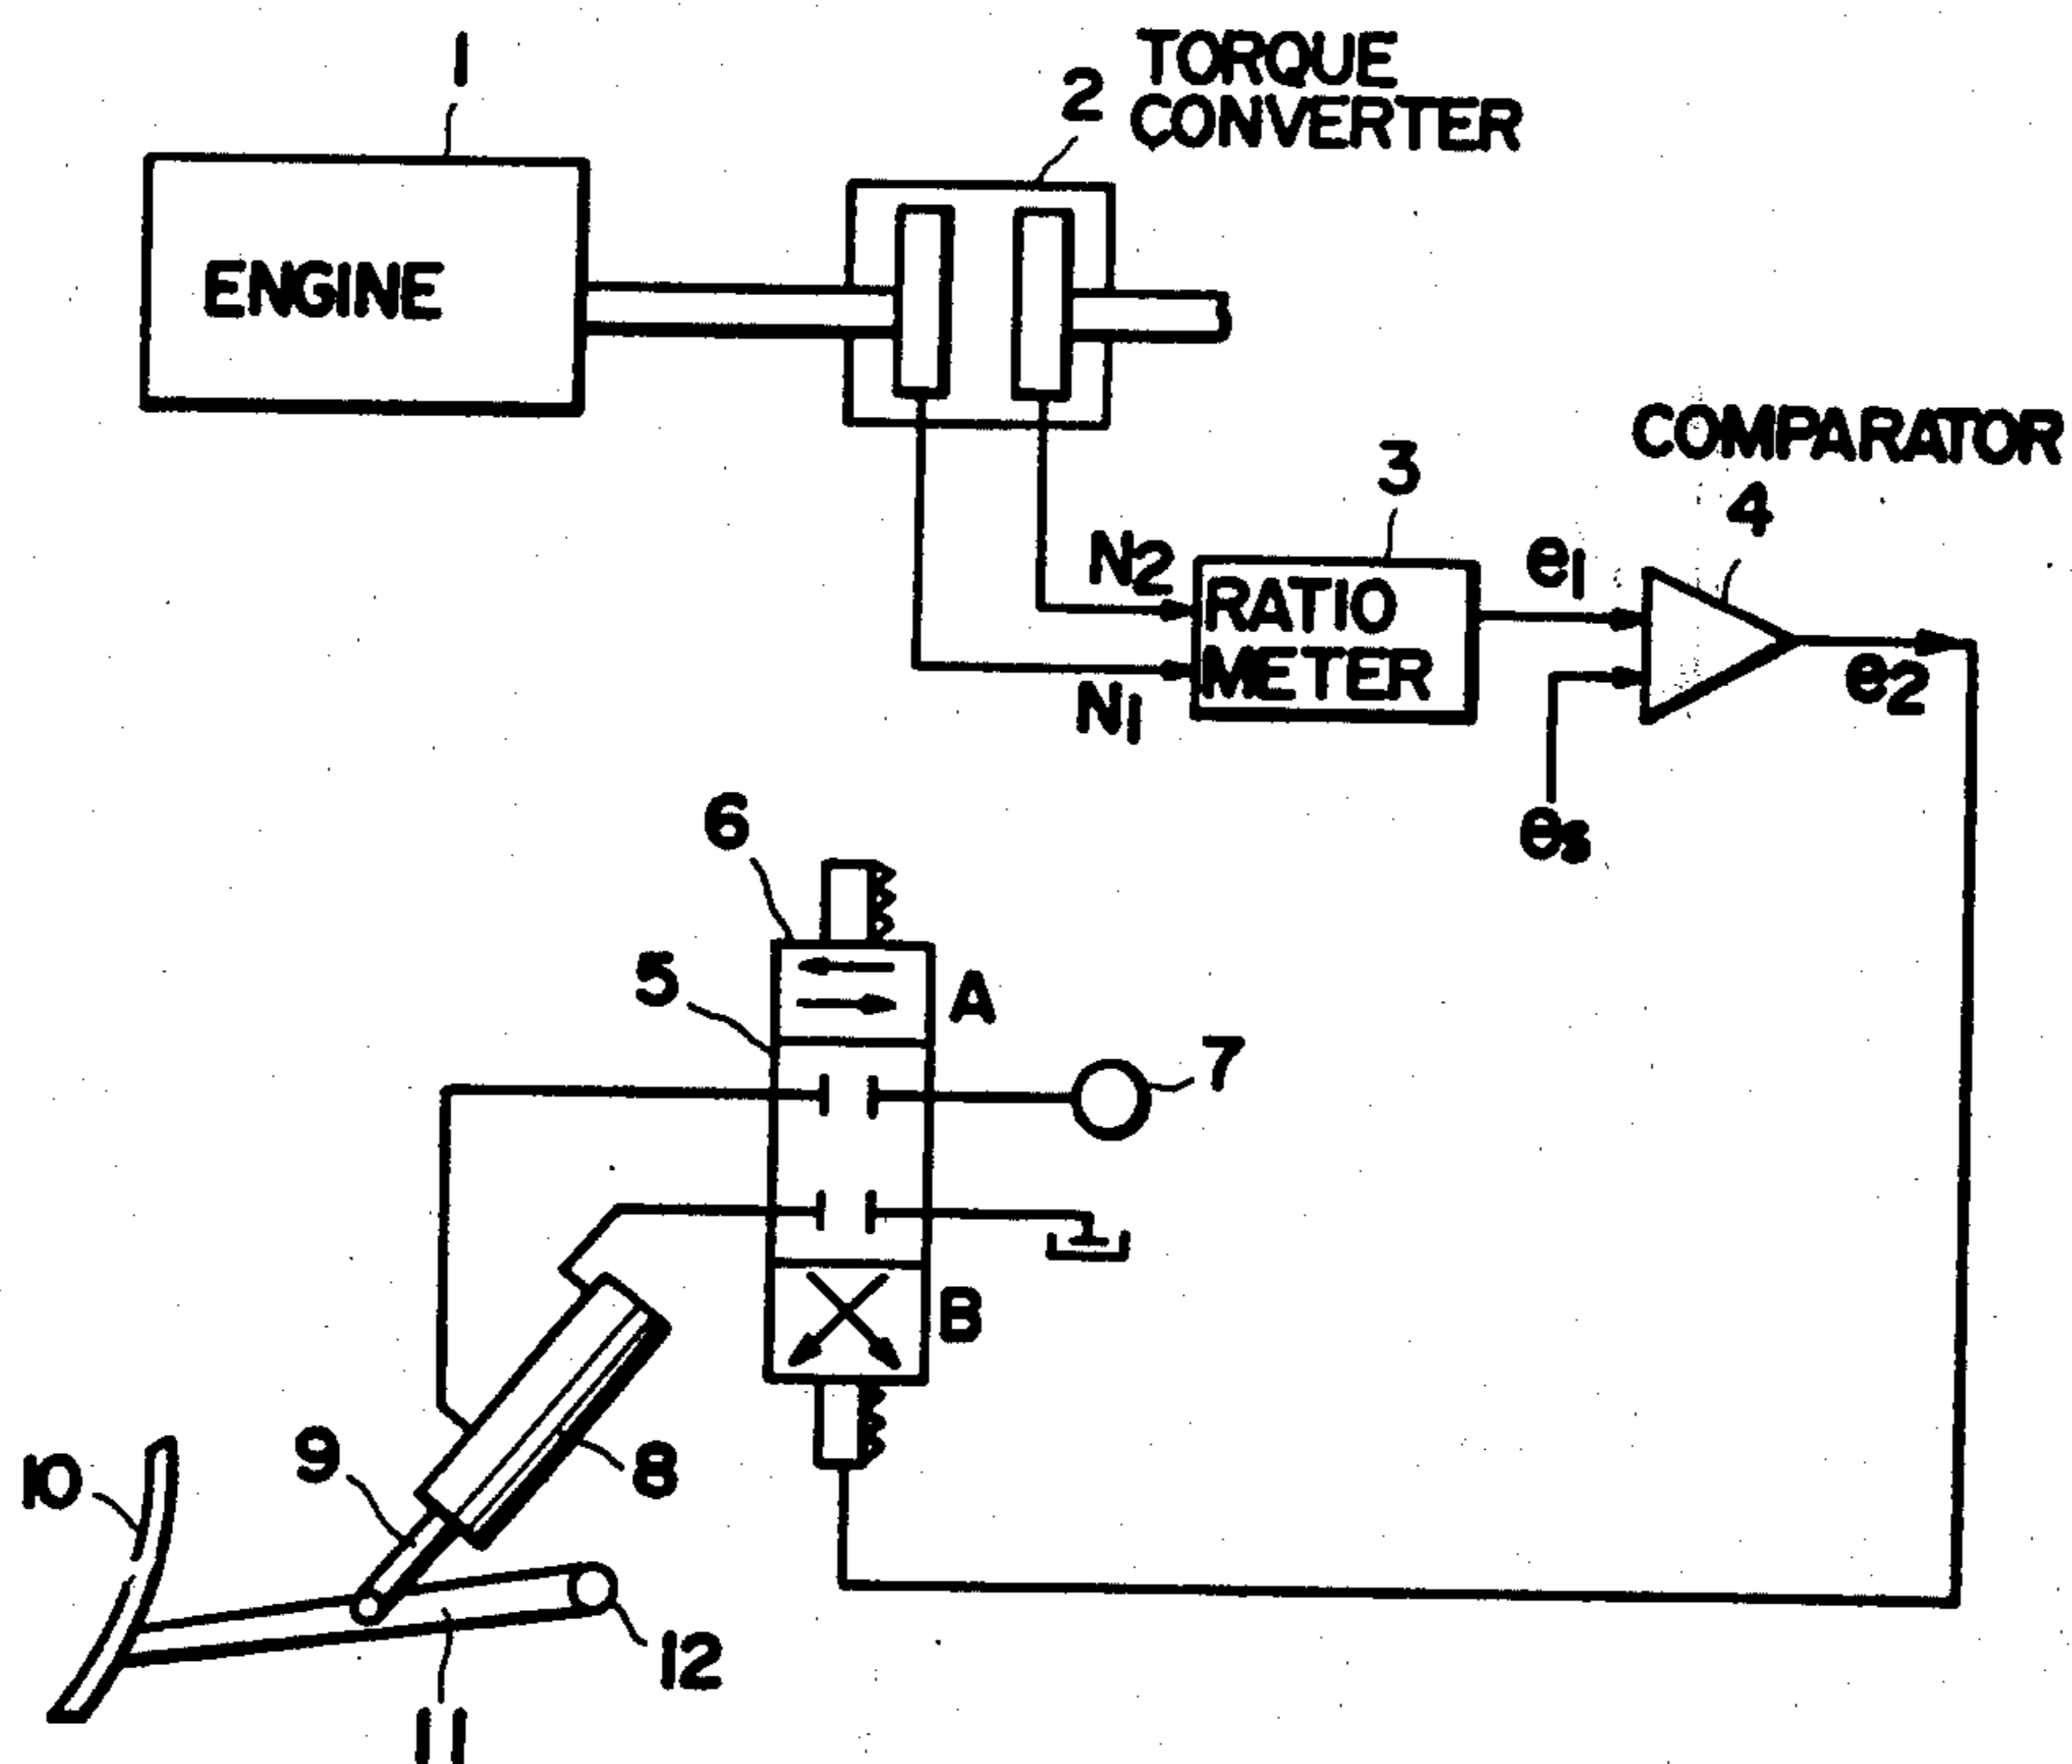 1
2 TORQUE
CONVERTER
ENGINE
COMPARATOR
3
4
N2
e1
RATIO
METER
N1
e2
es
6
5
A
7
B
9
8
10
12
11